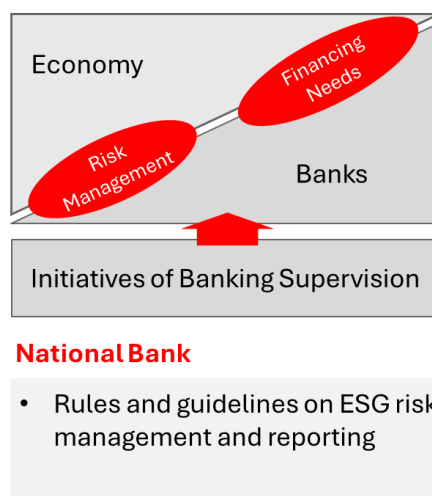 Economy
Financing
Needs
Risk
Management
Banks
Initiatives of Banking Supervision
National Bank
• Rules and guidelines on ESG risk
management and reporting